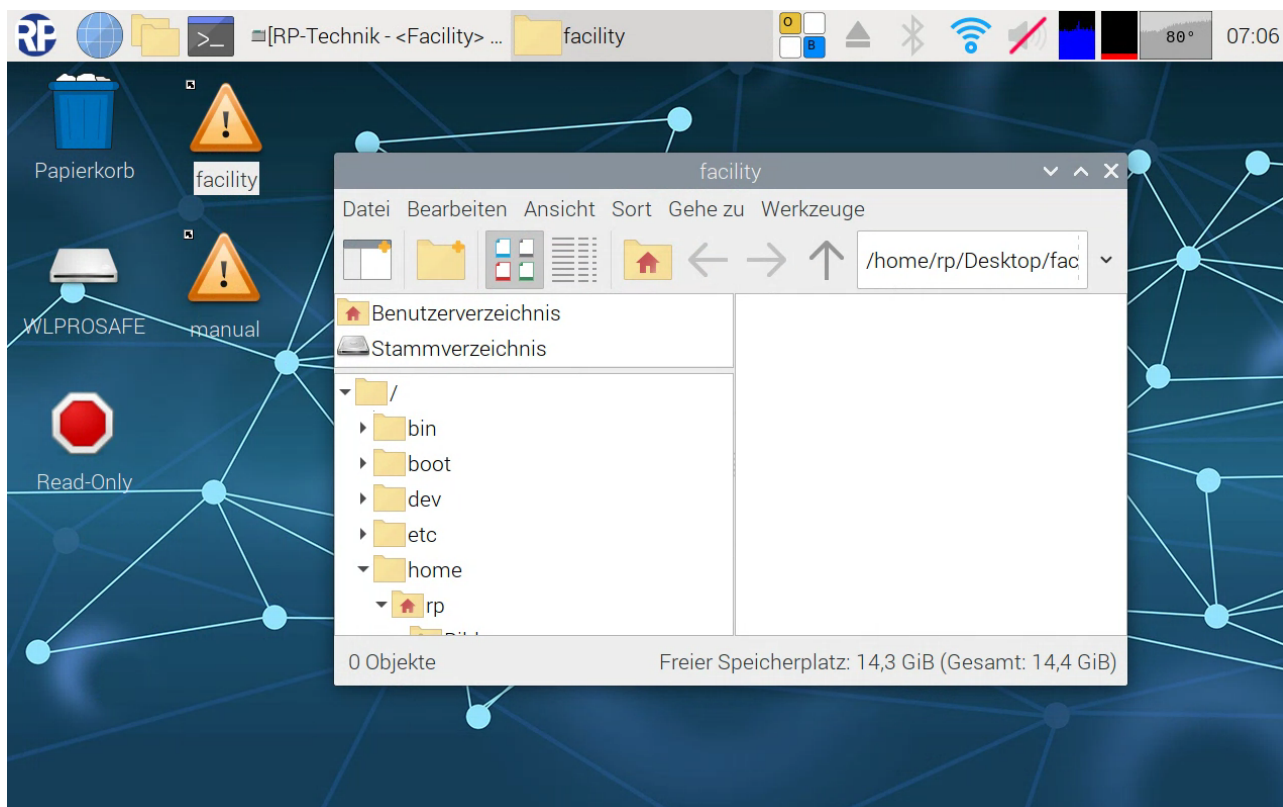 RP >_ [RP-Technik - <Facility> ... facility O B 80° 07:06
Papierkorb
facility
WLPROSAFE
manual
Read-Only
facility
Datei Bearbeiten Ansicht Sort Gehe zu Werkzeuge
/home/rp/Desktop/fac
Benutzerverzeichnis
Stammverzeichnis
/
bin
boot
dev
etc
home
rp
0 Objekte Freier Speicherplatz: 14,3 GiB (Gesamt: 14,4 GiB)